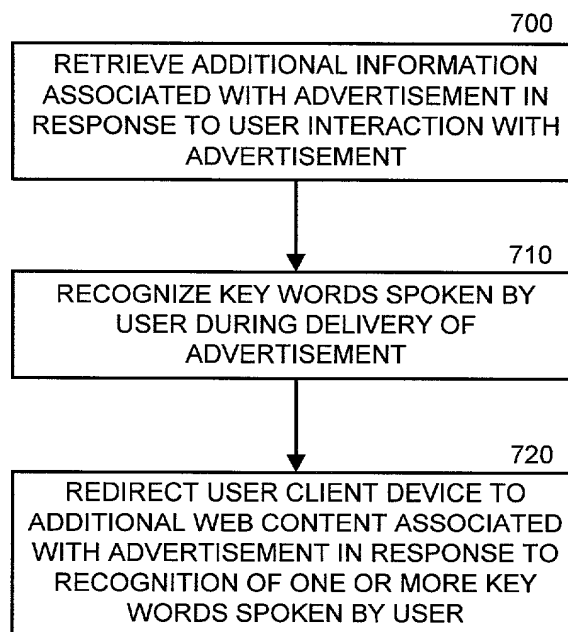 700
RETRIEVE ADDITIONAL INFORMATION
ASSOCIATED WITH ADVERTISEMENT IN
RESPONSE TO USER INTERACTION WITH
ADVERTISEMENT
710
RECOGNIZE KEY WORDS SPOKEN BY
USER DURING DELIVERY OF
ADVERTISEMENT
720
REDIRECT USER CLIENT DEVICE TO
ADDITIONAL WEB CONTENT ASSOCIATED
WITH ADVERTISEMENT IN RESPONSE TO
RECOGNITION OF ONE OR MORE KEY
WORDS SPOKEN BY USER